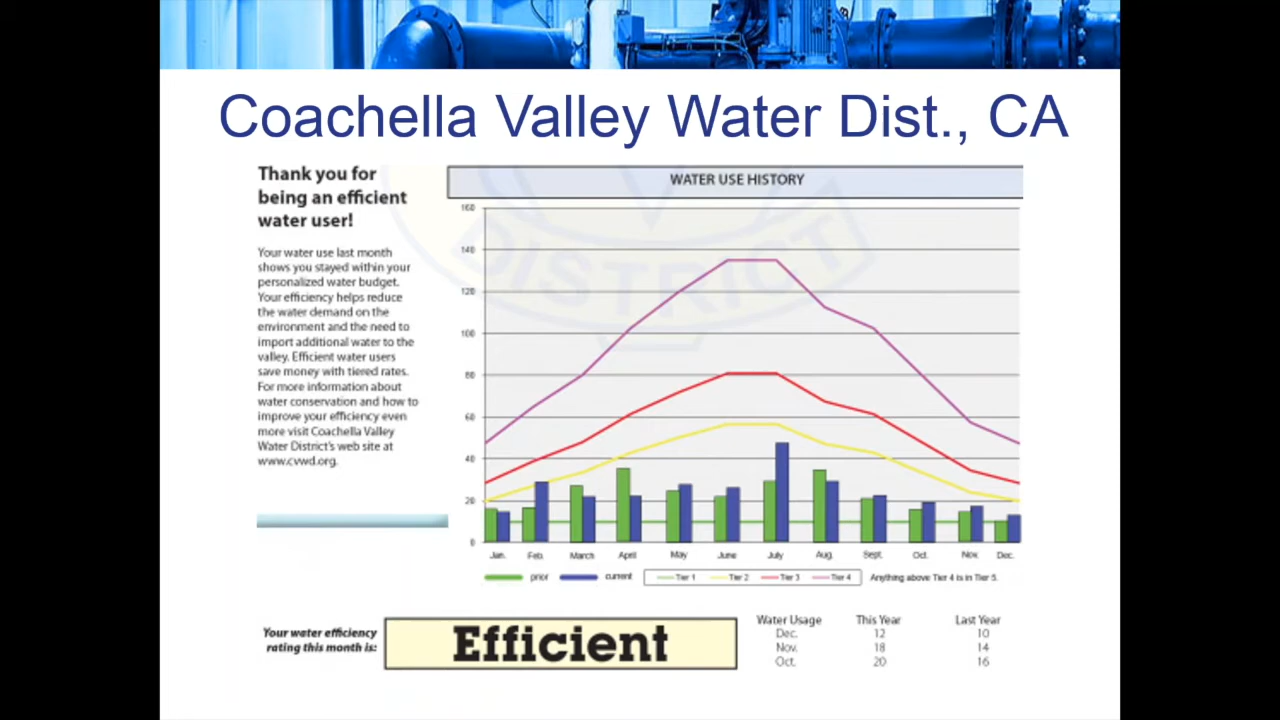 Coachella Valley Water Dist., CA
Thank you for
being an efficient
water user!
Your water use last month
shows you stayed within your
personalized water budget.
Your efficiency helps reduce
the water demand on the
environment and the need to
import additional water to the
valley. Efficient water users
save money with tiered rates.
For more information about
water conservation and how to
improve your efficiency even
more visit Coachella Valley
Water District's web site at
www.cvwd.org.
WATER USE HISTORY
160
140
120
100
80
60
40
20
0
Jan. Feb. March April May June July Aug. Sept. Oct. Nov. Dec.
prior current Tier 1 Tier 2 Tier 3 Tier 4 Anything above Tier 4 is in Tier 5.
DISTRICT
Your water efficiency
rating this month is:
Efficient
Water Usage This Year Last Year
Dec. 12 10
Nov. 18 14
Oct. 20 16